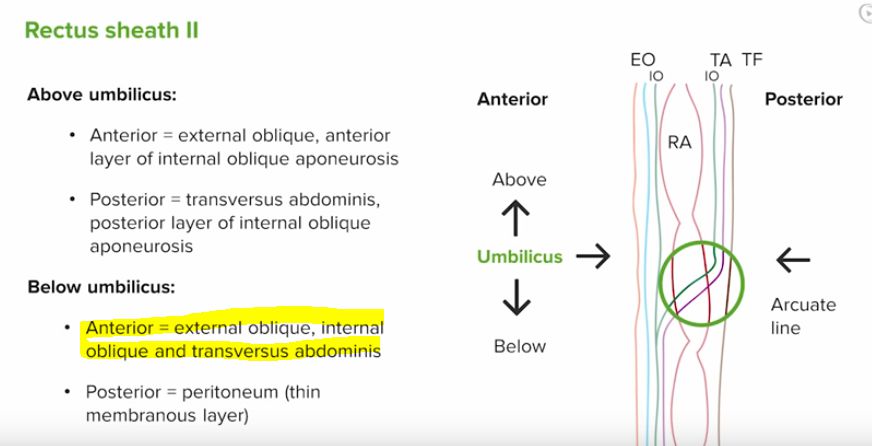 Rectus sheath II
Above umbilicus:
• Anterior = external oblique, anterior
layer of internal oblique aponeurosis
• Posterior = transversus abdominis,
posterior layer of internal oblique
aponeurosis
Below umbilicus:
• Anterior = external oblique, internal
oblique and transversus abdominis
• Posterior = peritoneum (thin
membranous layer)
EO
IO
TA TF
IO
Anterior
Posterior
RA
Above
Umbilicus
Below
Arcuate
line